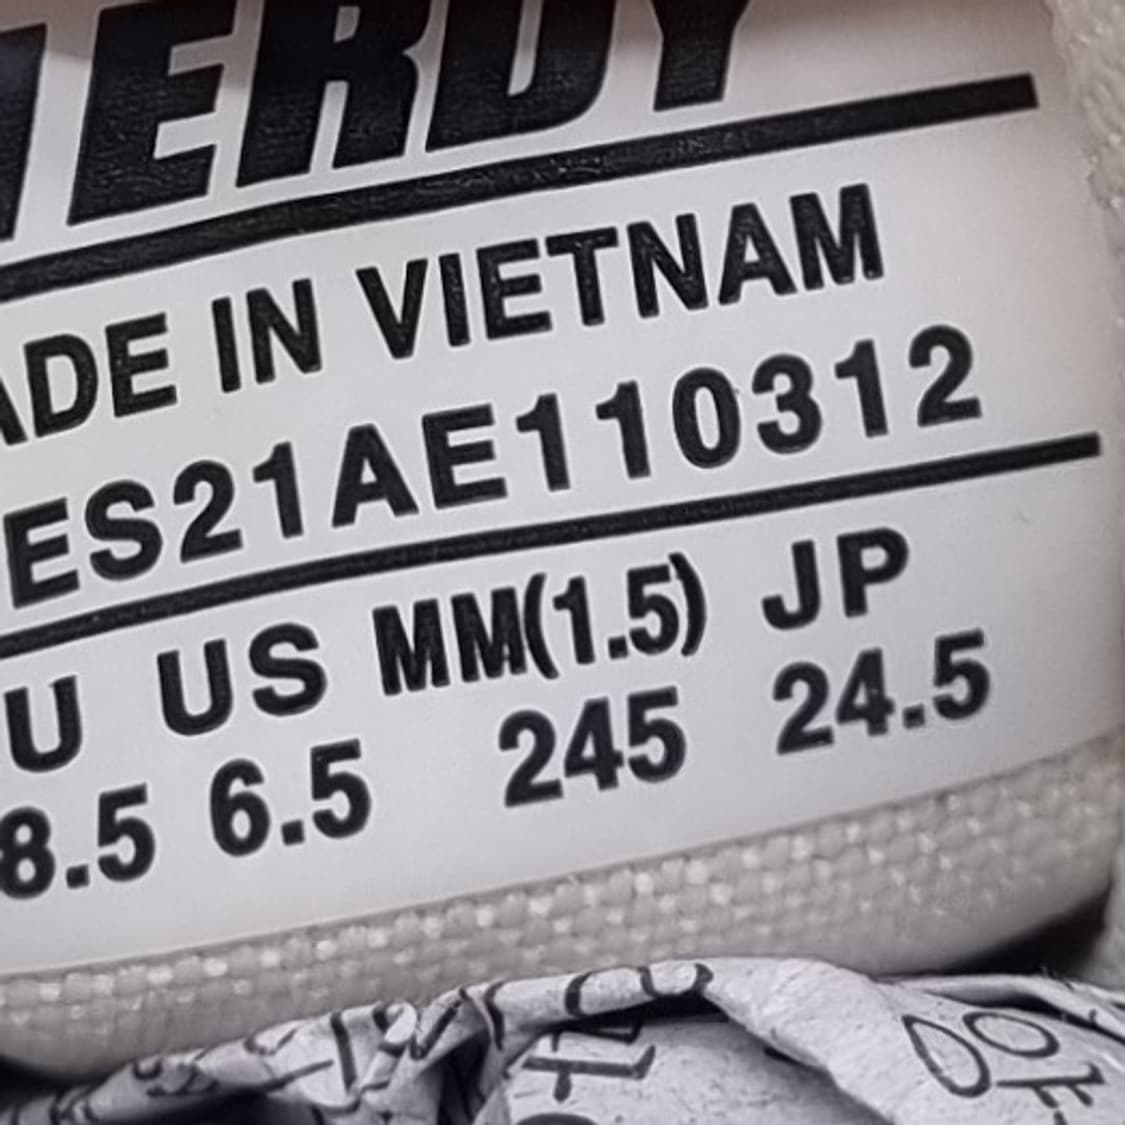 ERDY
ADE IN VIETNAM
ES21AE110312
U US MM(1.5) JP
8.5 6.5 245 24.5